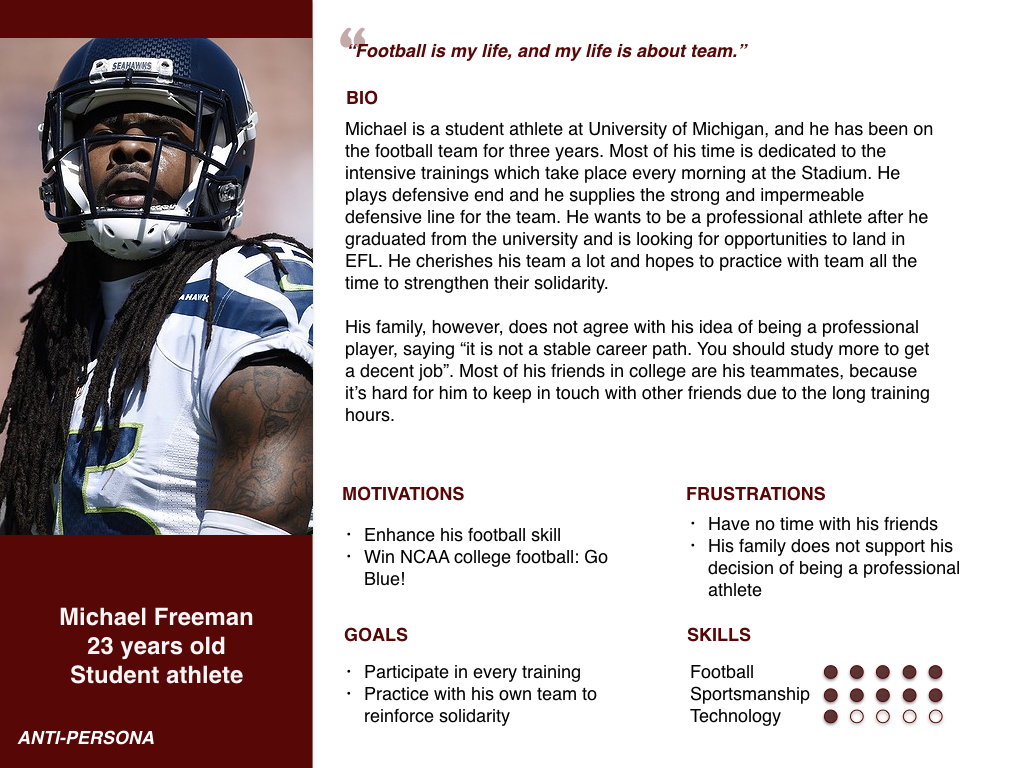 SEAHAWKS
AHAWK
Michael Freeman
23 years old
Student athlete
ANTI-PERSONA
“Football is my life, and my life is about team.”
BIO
Michael is a student athlete at University of Michigan, and he has been on
the football team for three years. Most of his time is dedicated to the
intensive trainings which take place every morning at the Stadium. He
plays defensive end and he supplies the strong and impermeable
defensive line for the team. He wants to be a professional athlete after he
graduated from the university and is looking for opportunities to land in
EFL. He cherishes his team a lot and hopes to practice with team all the
time to strengthen their solidarity.
His family, however, does not agree with his idea of being a professional
player, saying “it is not a stable career path. You should study more to get
a decent job”. Most of his friends in college are his teammates, because
it’s hard for him to keep in touch with other friends due to the long training
hours.
MOTIVATIONS
· Enhance his football skill
· Win NCAA college football: Go
Blue!
FRUSTRATIONS
· Have no time with his friends
· His family does not support his
decision of being a professional
athlete
GOALS
· Participate in every training
· Practice with his own team to
reinforce solidarity
SKILLS
Football
Sportsmanship
Technology